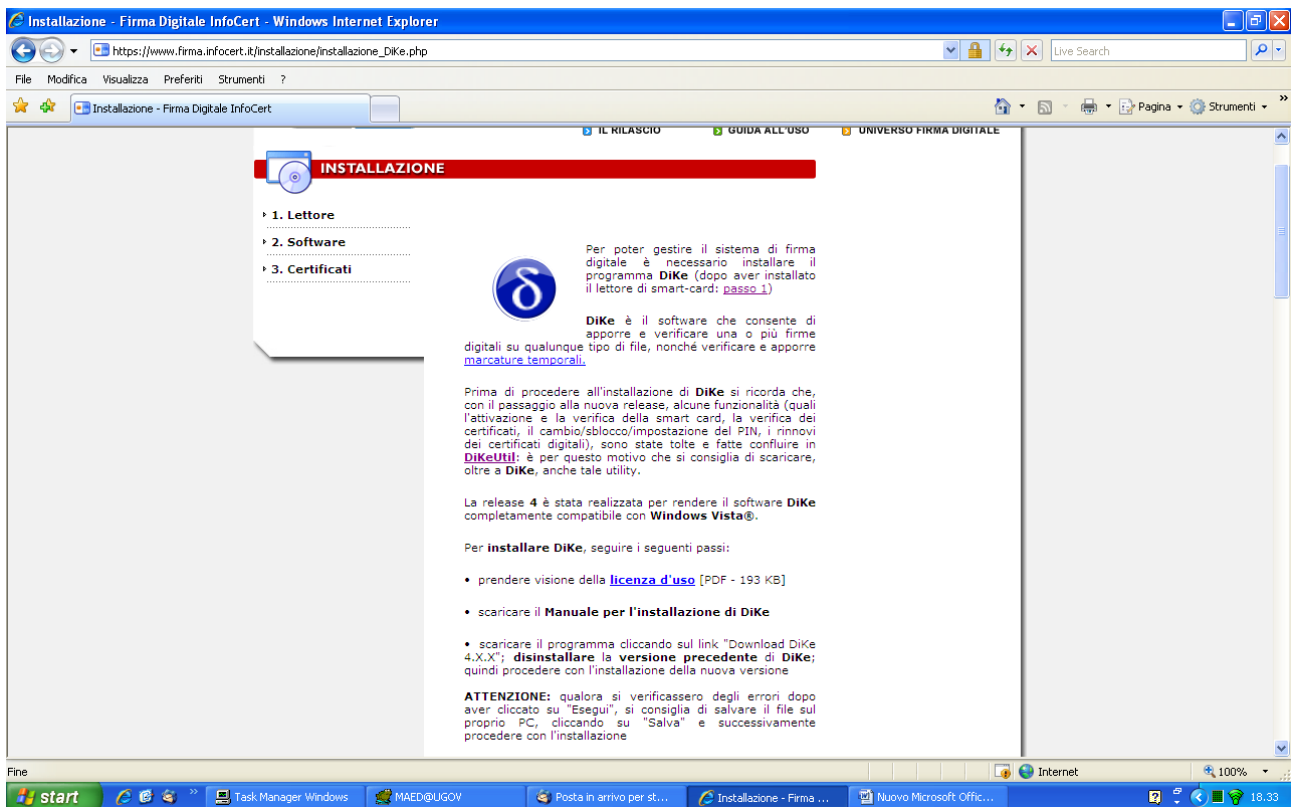 Installazione - Firma Digitale InfoCert - Windows Internet Explorer
https://www.firma.infocert.it/installazione/installazione_DiKe.php
Live Search
File Modifica Visualizza Preferiti Strumenti ?
Installazione - Firma Digitale InfoCert
Pagina Strumenti
IL RILASCIO GUIDA ALL'USO UNIVERSO FIRMA DIGITALE
INSTALLAZIONE
1. Lettore
2. Software
3. Certificati
Per poter gestire il sistema di firma
digitale è necessario installare il
programma DiKe (dopo aver installato
il lettore di smart-card: passo 1)
DiKe è il software che consente di
apporre e verificare una o più firme
digitali su qualunque tipo di file, nonché verificare e apporre
marcature temporali.
Prima di procedere all'installazione di DiKe si ricorda che,
con il passaggio alla nuova release, alcune funzionalità (quali
l'attivazione e la verifica della smart card, la verifica dei
certificati, il cambio/sblocco/impostazione del PIN, i rinnovi
dei certificati digitali), sono state tolte e fatte confluire in
DiKeUtil: è per questo motivo che si consiglia di scaricare,
oltre a DiKe, anche tale utility.
La release 4 è stata realizzata per rendere il software DiKe
completamente compatibile con Windows Vista®.
Per installare DiKe, seguire i seguenti passi:
• prendere visione della licenza d'uso [PDF - 193 KB]
• scaricare il Manuale per l'installazione di DiKe
• scaricare il programma cliccando sul link "Download DiKe
4.X.X"; disinstallare la versione precedente di DiKe;
quindi procedere con l'installazione della nuova versione
ATTENZIONE: qualora si verificassero degli errori dopo
aver cliccato su "Esegui", si consiglia di salvare il file sul
proprio PC, cliccando su "Salva" e successivamente
procedere con l'installazione
Fine Internet 100%
start Task Manager Windows MAED@UGOV Posta in arrivo per st... Installazione - Firma ... Nuovo Microsoft Offic... 18.33